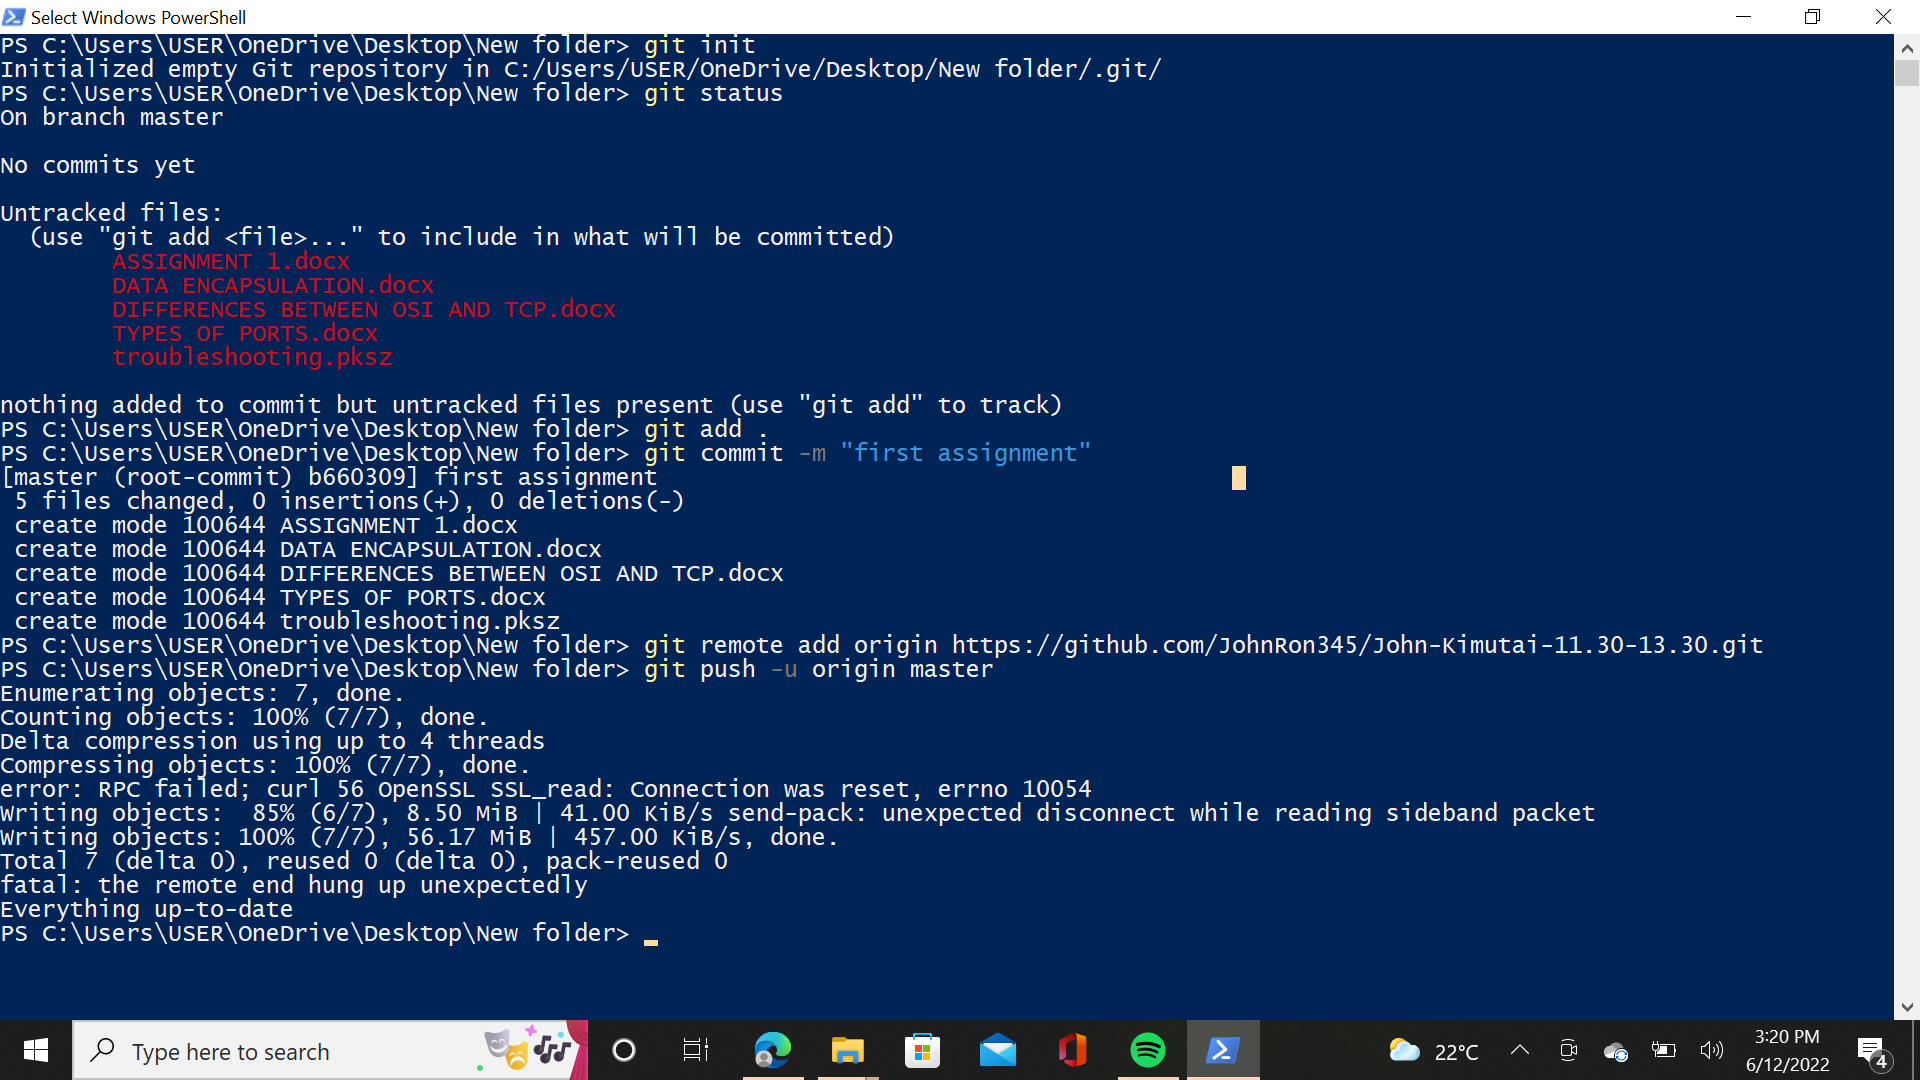 Select Windows PowerShell
PS C:\Users\USER\OneDrive\Desktop\New folder> git init
Initialized empty Git repository in C:/Users/USER/OneDrive/Desktop/New folder/.git/
PS C:\Users\USER\OneDrive\Desktop\New folder> git status
On branch master
No commits yet
Untracked files:
  (use "git add <file>..." to include in what will be committed)
        ASSIGNMENT 1.docx
        DATA ENCAPSULATION.docx
        DIFFERENCES BETWEEN OSI AND TCP.docx
        TYPES OF PORTS.docx
        troubleshooting.pksz
nothing added to commit but untracked files present (use "git add" to track)
PS C:\Users\USER\OneDrive\Desktop\New folder> git add .
PS C:\Users\USER\OneDrive\Desktop\New folder> git commit -m "first assignment"
[master (root-commit) b660309] first assignment
 5 files changed, 0 insertions(+), 0 deletions(-)
 create mode 100644 ASSIGNMENT 1.docx
 create mode 100644 DATA ENCAPSULATION.docx
 create mode 100644 DIFFERENCES BETWEEN OSI AND TCP.docx
 create mode 100644 TYPES OF PORTS.docx
 create mode 100644 troubleshooting.pksz
PS C:\Users\USER\OneDrive\Desktop\New folder> git remote add origin https://github.com/JohnRon345/John-Kimutai-11.30-13.30.git
PS C:\Users\USER\OneDrive\Desktop\New folder> git push -u origin master
Enumerating objects: 7, done.
Counting objects: 100% (7/7), done.
Delta compression using up to 4 threads
Compressing objects: 100% (7/7), done.
error: RPC failed; curl 56 OpenSSL SSL_read: Connection was reset, errno 10054
Writing objects:  85% (6/7), 8.50 MiB | 41.00 KiB/s send-pack: unexpected disconnect while reading sideband packet
Writing objects: 100% (7/7), 56.17 MiB | 457.00 KiB/s, done.
Total 7 (delta 0), reused 0 (delta 0), pack-reused 0
fatal: the remote end hung up unexpectedly
Everything up-to-date
PS C:\Users\USER\OneDrive\Desktop\New folder>
Type here to search
22°C
3:20 PM
6/12/2022
4